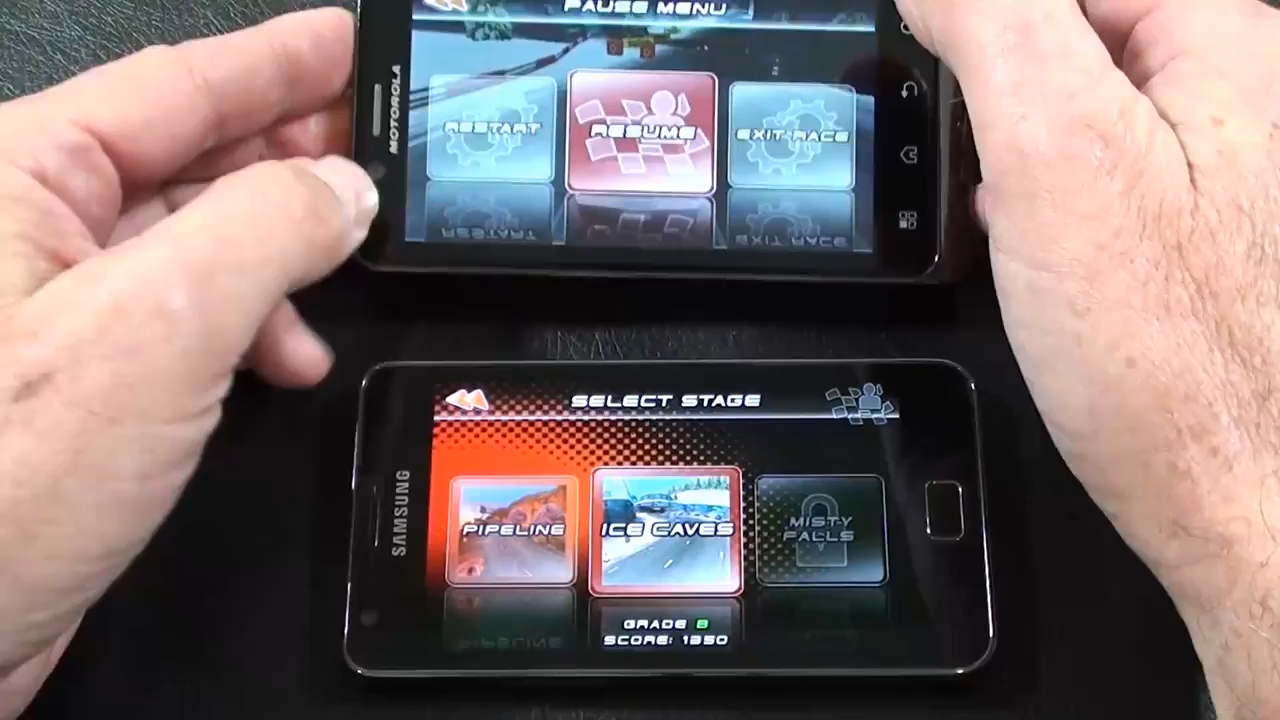 PAUSE MENU
MOTOROLA
RESTART
RESUME
EXIT RACE
SELECT STAGE
SAMSUNG
PIPELINE
ICE CAVES
MISTY
FALLS
GRADE B
SCORE: 1350